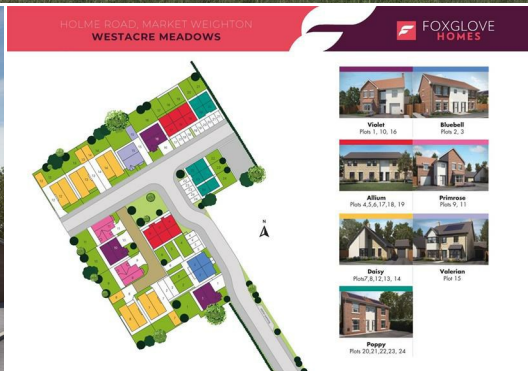 HOLME ROAD, MARKET WEIGHTON
WESTACRE MEADOWS
FOXGLOVE
HOMES
Violet
Plots 1, 10, 16
Bluebell
Plots 2, 3
Allium
Plots 4,5,6,17,18, 19
Primrose
Plots 9, 11
Daisy
Plots7,8,12,13, 14
Valerian
Plot 15
N
Poppy
Plots 20,21,22,23, 24